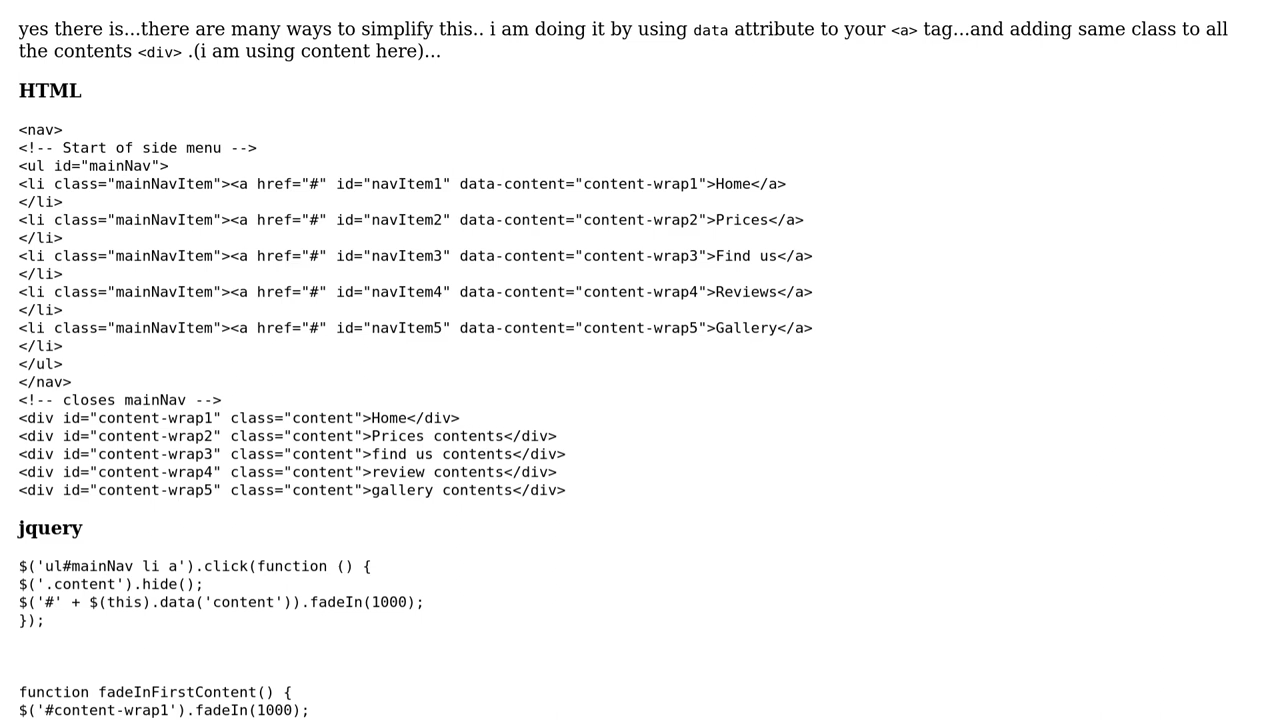 yes there is...there are many ways to simplify this.. i am doing it by using data attribute to your <a> tag...and adding same class to all
the contents <div> .(i am using content here)...
HTML
<nav>
<!-- Start of side menu -->
<ul id="mainNav">
<li class="mainNavItem"><a href="#" id="navItem1" data-content="content-wrap1">Home</a>
</li>
<li class="mainNavItem"><a href="#" id="navItem2" data-content="content-wrap2">Prices</a>
</li>
<li class="mainNavItem"><a href="#" id="navItem3" data-content="content-wrap3">Find us</a>
</li>
<li class="mainNavItem"><a href="#" id="navItem4" data-content="content-wrap4">Reviews</a>
</li>
<li class="mainNavItem"><a href="#" id="navItem5" data-content="content-wrap5">Gallery</a>
</li>
</ul>
</nav>
<!-- closes mainNav -->
<div id="content-wrap1" class="content">Home</div>
<div id="content-wrap2" class="content">Prices contents</div>
<div id="content-wrap3" class="content">find us contents</div>
<div id="content-wrap4" class="content">review contents</div>
<div id="content-wrap5" class="content">gallery contents</div>
jquery
$('ul#mainNav li a').click(function () {
$('.content').hide();
$('#' + $(this).data('content')).fadeIn(1000);
});
function fadeInFirstContent() {
$('#content-wrap1').fadeIn(1000);